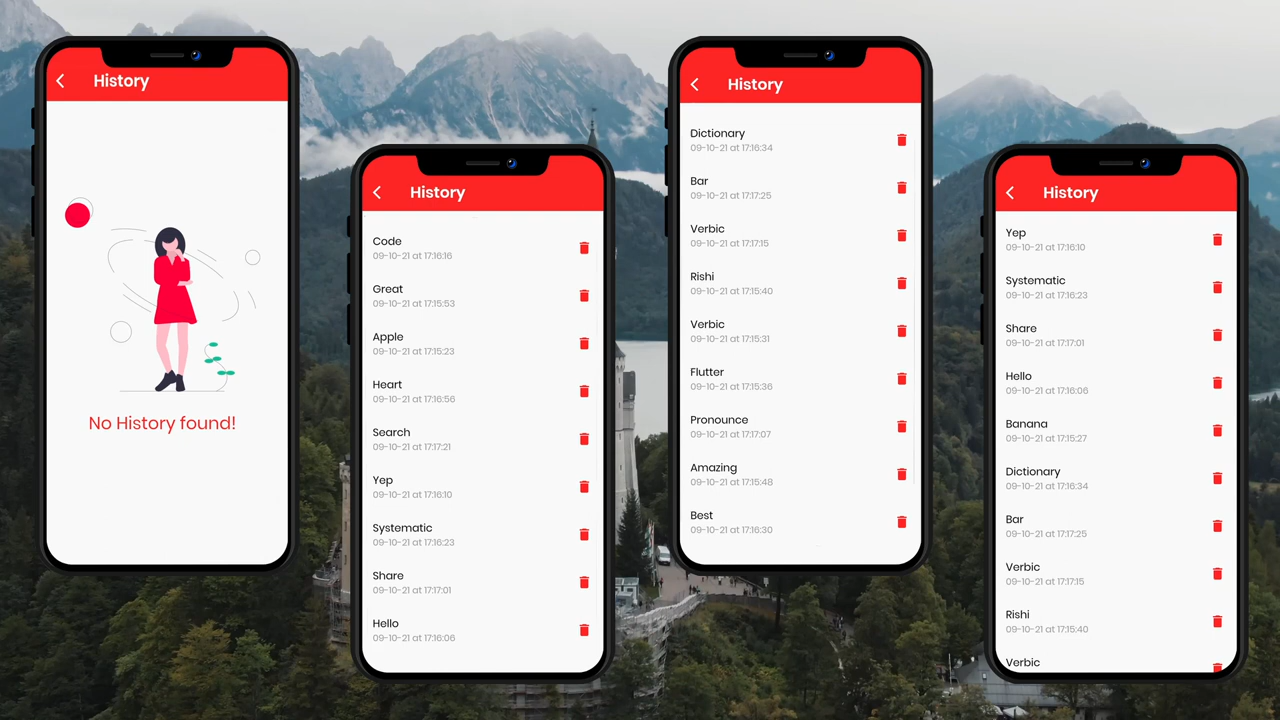 History
No History found!
History
Code
09-10-21 at 17:16:16
Great
09-10-21 at 17:15:53
Apple
09-10-21 at 17:15:23
Heart
09-10-21 at 17:16:56
Search
09-10-21 at 17:17:21
Yep
09-10-21 at 17:16:10
Systematic
09-10-21 at 17:16:23
Share
09-10-21 at 17:17:01
Hello
09-10-21 at 17:16:06
History
Dictionary
09-10-21 at 17:16:34
Bar
09-10-21 at 17:17:25
Verbic
09-10-21 at 17:17:15
Rishi
09-10-21 at 17:15:40
Verbic
09-10-21 at 17:15:31
Flutter
09-10-21 at 17:15:36
Pronounce
09-10-21 at 17:17:07
Amazing
09-10-21 at 17:15:48
Best
09-10-21 at 17:16:30
History
Yep
09-10-21 at 17:16:10
Systematic
09-10-21 at 17:16:23
Share
09-10-21 at 17:17:01
Hello
09-10-21 at 17:16:06
Banana
09-10-21 at 17:15:27
Dictionary
09-10-21 at 17:16:34
Bar
09-10-21 at 17:17:25
Verbic
09-10-21 at 17:17:15
Rishi
09-10-21 at 17:15:40
Verbic